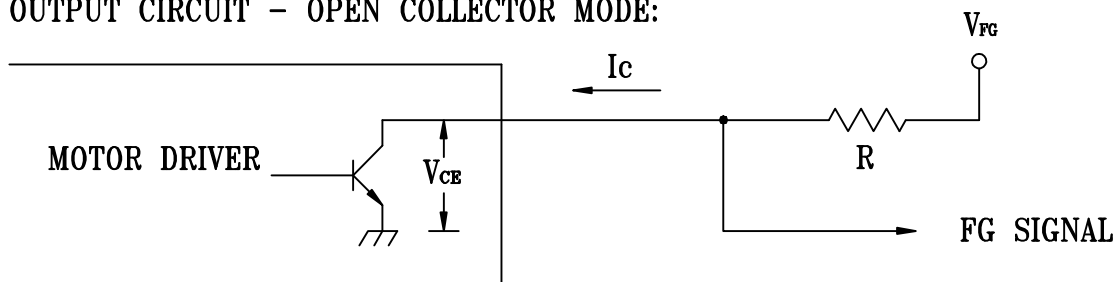 OUTPUT CIRCUIT - OPEN COLLECTOR MODE:
VFG
Ic
MOTOR DRIVER
VCE
R
FG SIGNAL